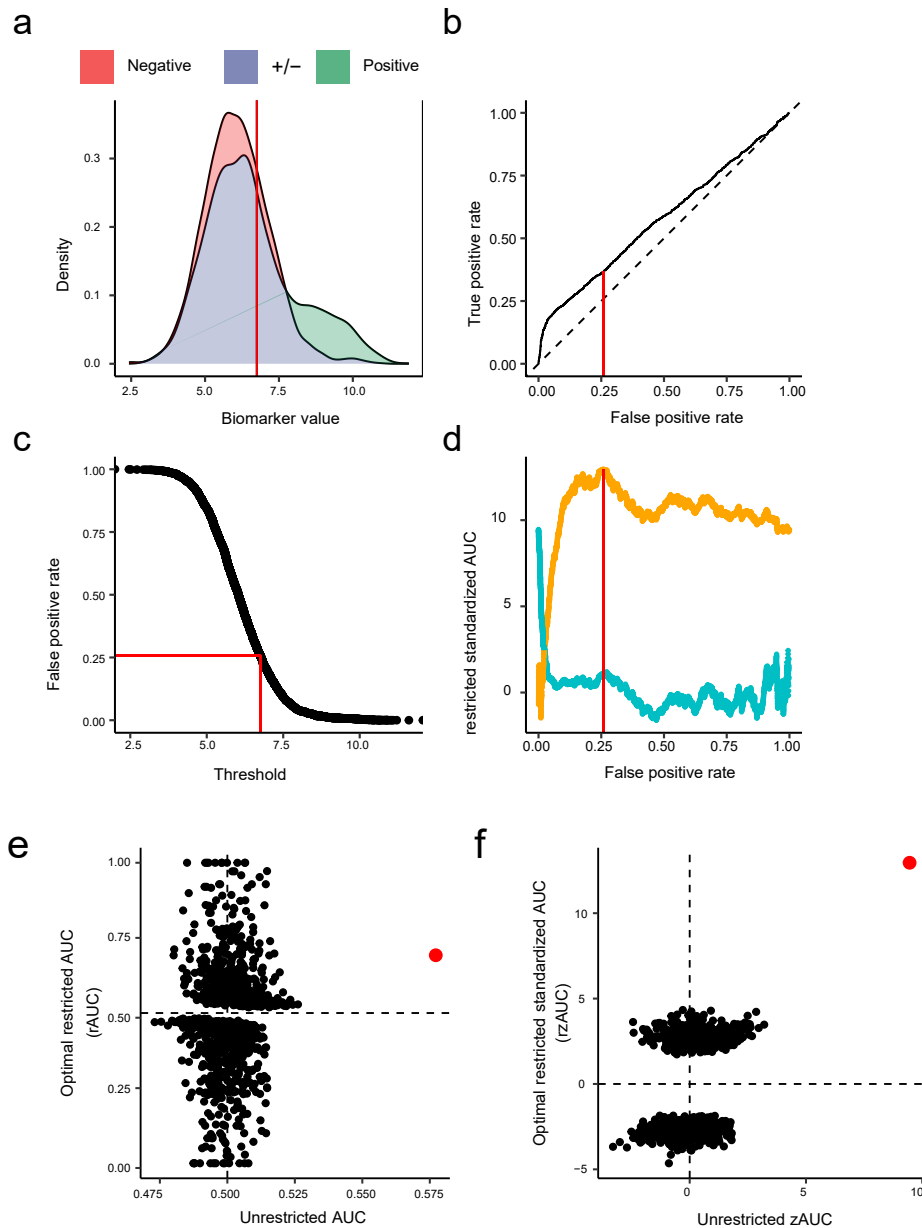 a
Negative
+/−
Positive
Density
0.3
0.2
0.1
0.0
2.5
5.0
7.5
10.0
Biomarker value
b
True positive rate
1.00
0.75
0.50
0.25
0.00
0.00
0.25
0.50
0.75
1.00
False positive rate
c
False positive rate
1.00
0.75
0.50
0.25
0.00
2.5
5.0
7.5
10.0
Threshold
d
restricted standardized AUC
10
5
0
0.00
0.25
0.50
0.75
1.00
False positive rate
e
Optimal restricted AUC
(rAUC)
1.00
0.75
0.50
0.25
0.00
0.475
0.500
0.525
0.550
0.575
Unrestricted AUC
f
Optimal restricted standardized AUC
(rzAUC)
10
5
0
−5
0
5
10
Unrestricted zAUC